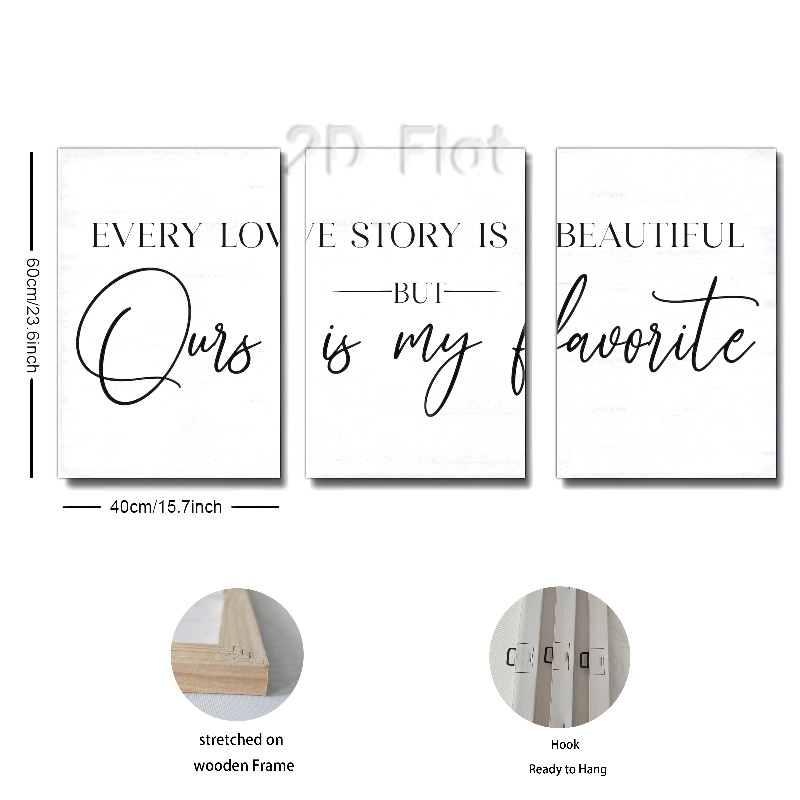 2D Flat
EVERY LOVE STORY IS BEAUTIFUL
BUT
Ours is my favorite
60cm/23.6inch
40cm/15.7inch
stretched on
wooden Frame
Hook
Ready to Hang